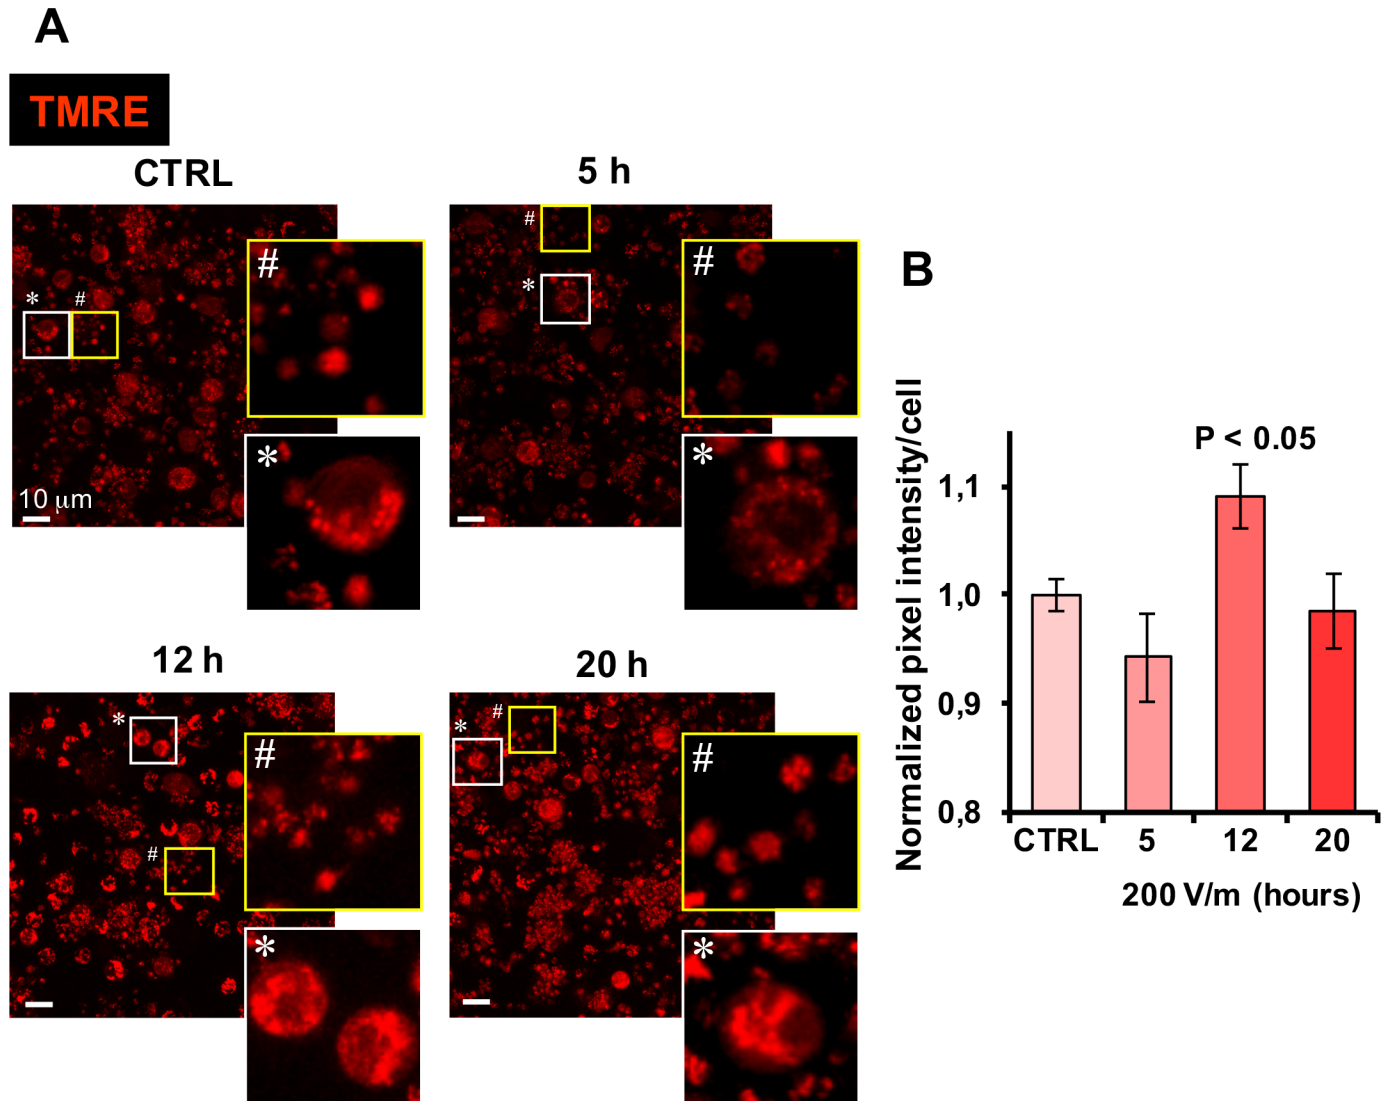 A
TMRE
CTRL
5 h
* #
#
*
#
*
10 μm
#
*
12 h
20 h
*
#
#
*
#
*
#
*
B
Normalized pixel intensity/cell
P < 0.05
1,1
1,0
0,9
0,8
CTRL 5 12 20
200 V/m (hours)